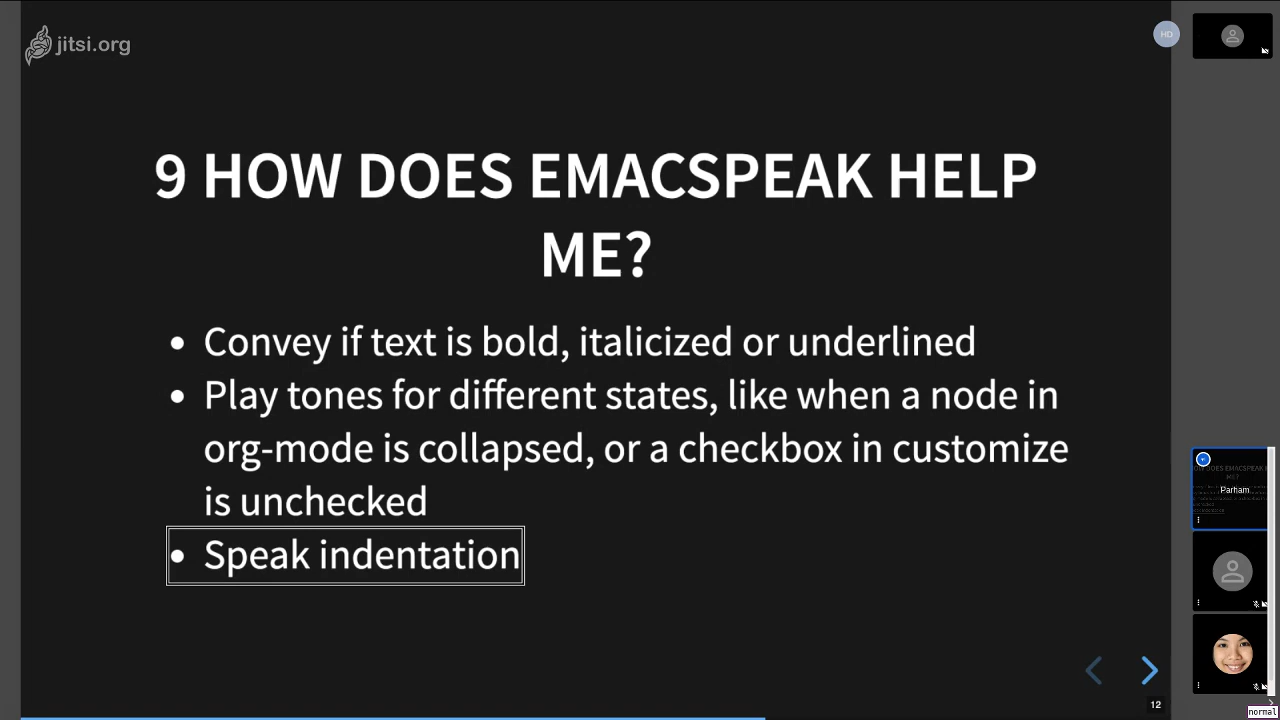 jitsi.org
HD
9 HOW DOES EMACSPEAK HELP
ME?
• Convey if text is bold, italicized or underlined
• Play tones for different states, like when a node in
org-mode is collapsed, or a checkbox in customize
is unchecked
• Speak indentation
Parham
12
normal